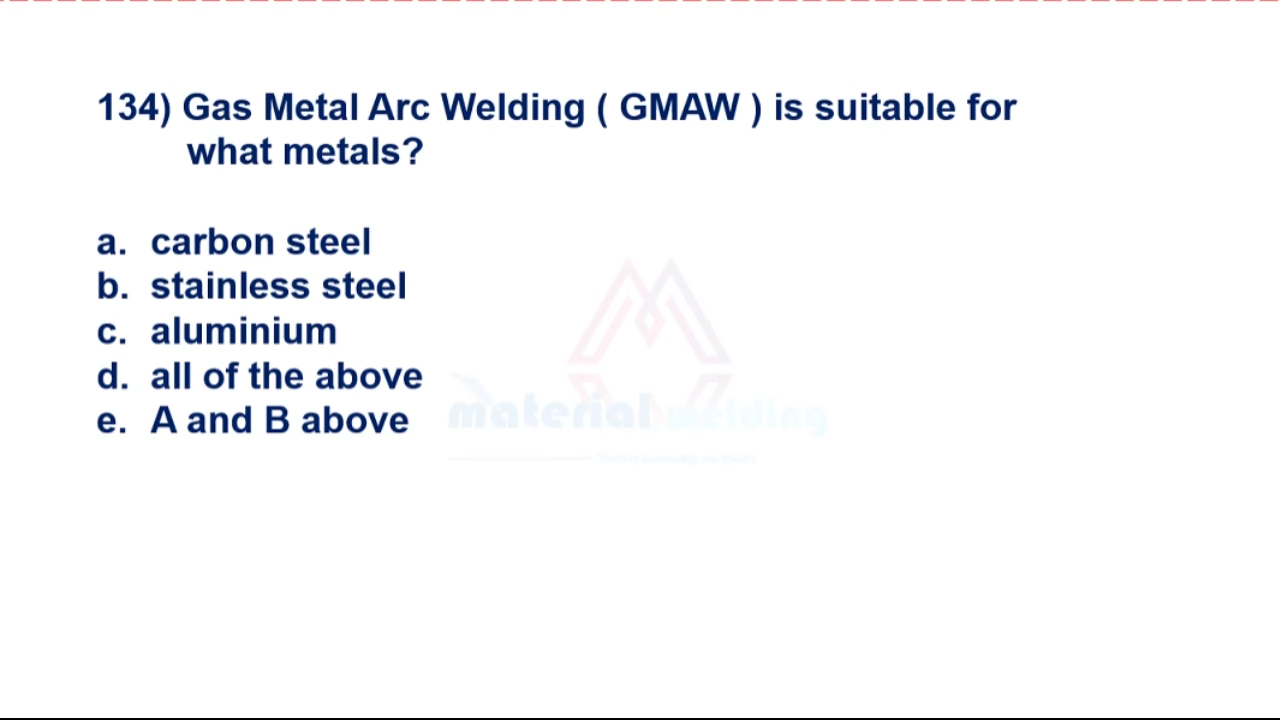 134) Gas Metal Arc Welding ( GMAW ) is suitable for
what metals?
a. carbon steel
b. stainless steel
c. aluminium
d. all of the above
e. A and B above
material welding